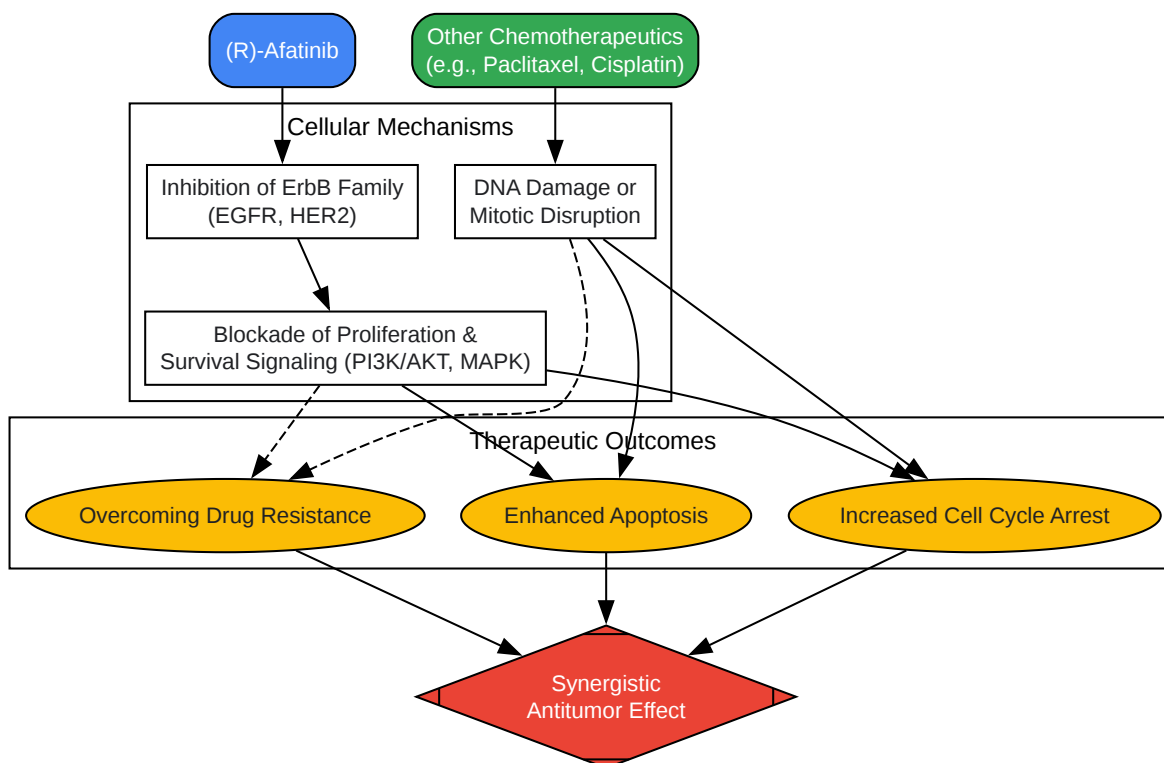 (R)-Afatinib
Other Chemotherapeutics
(e.g., Paclitaxel, Cisplatin)
Cellular Mechanisms
Inhibition of ErbB Family
(EGFR, HER2)
DNA Damage or
Mitotic Disruption
Blockade of Proliferation &
Survival Signaling (PI3K/AKT, MAPK)
Therapeutic Outcomes
Overcoming Drug Resistance
Enhanced Apoptosis
Increased Cell Cycle Arrest
Synergistic
Antitumor Effect